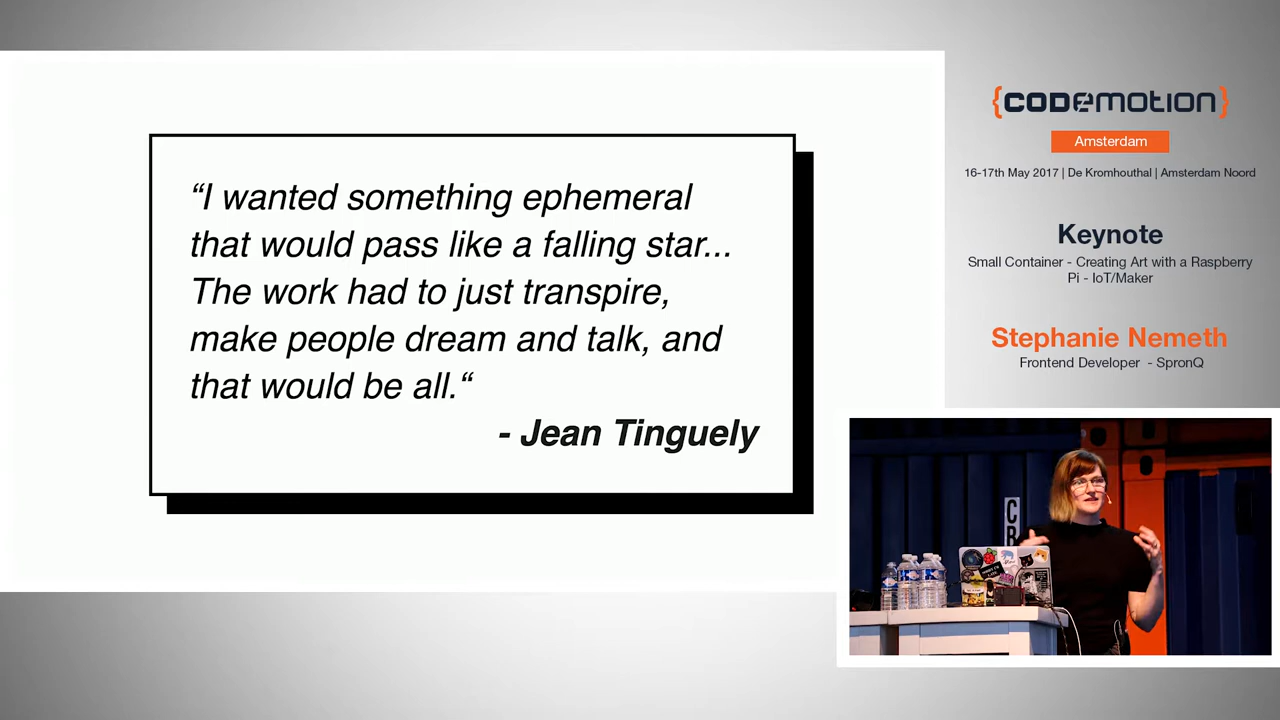 “I wanted something ephemeral
that would pass like a falling star...
The work had to just transpire,
make people dream and talk, and
that would be all.“
- Jean Tinguely
{CODEMOTION}
Amsterdam
16-17th May 2017 | De Kromhouthal | Amsterdam Noord
Keynote
Small Container - Creating Art with a Raspberry
Pi - IoT/Maker
Stephanie Nemeth
Frontend Developer - SpronQ